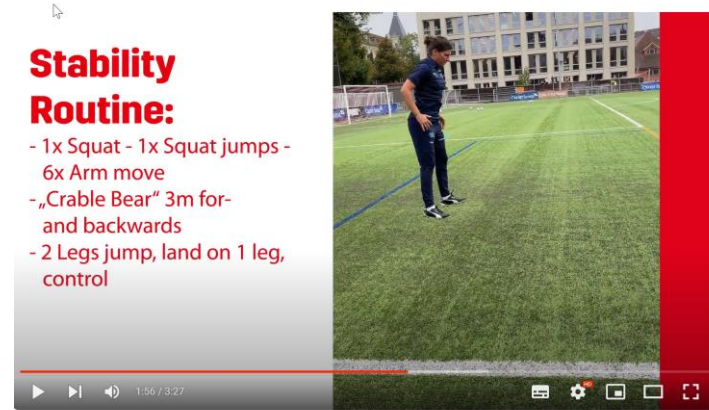 Stability
Routine:
- 1x Squat - 1x Squat jumps -
6x Arm move
- „Crable Bear“ 3m for-
and backwards
- 2 Legs jump, land on 1 leg,
control
1:56 / 3:27
HD